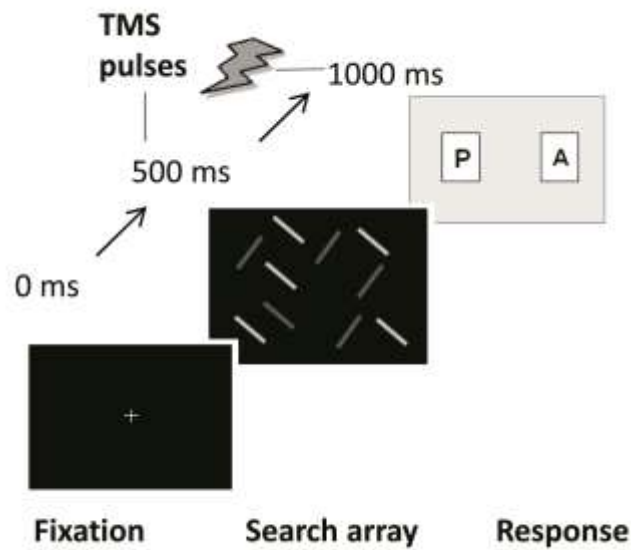 TMS
pulses
1000 ms
P A
500 ms
0 ms
Fixation Search array Response